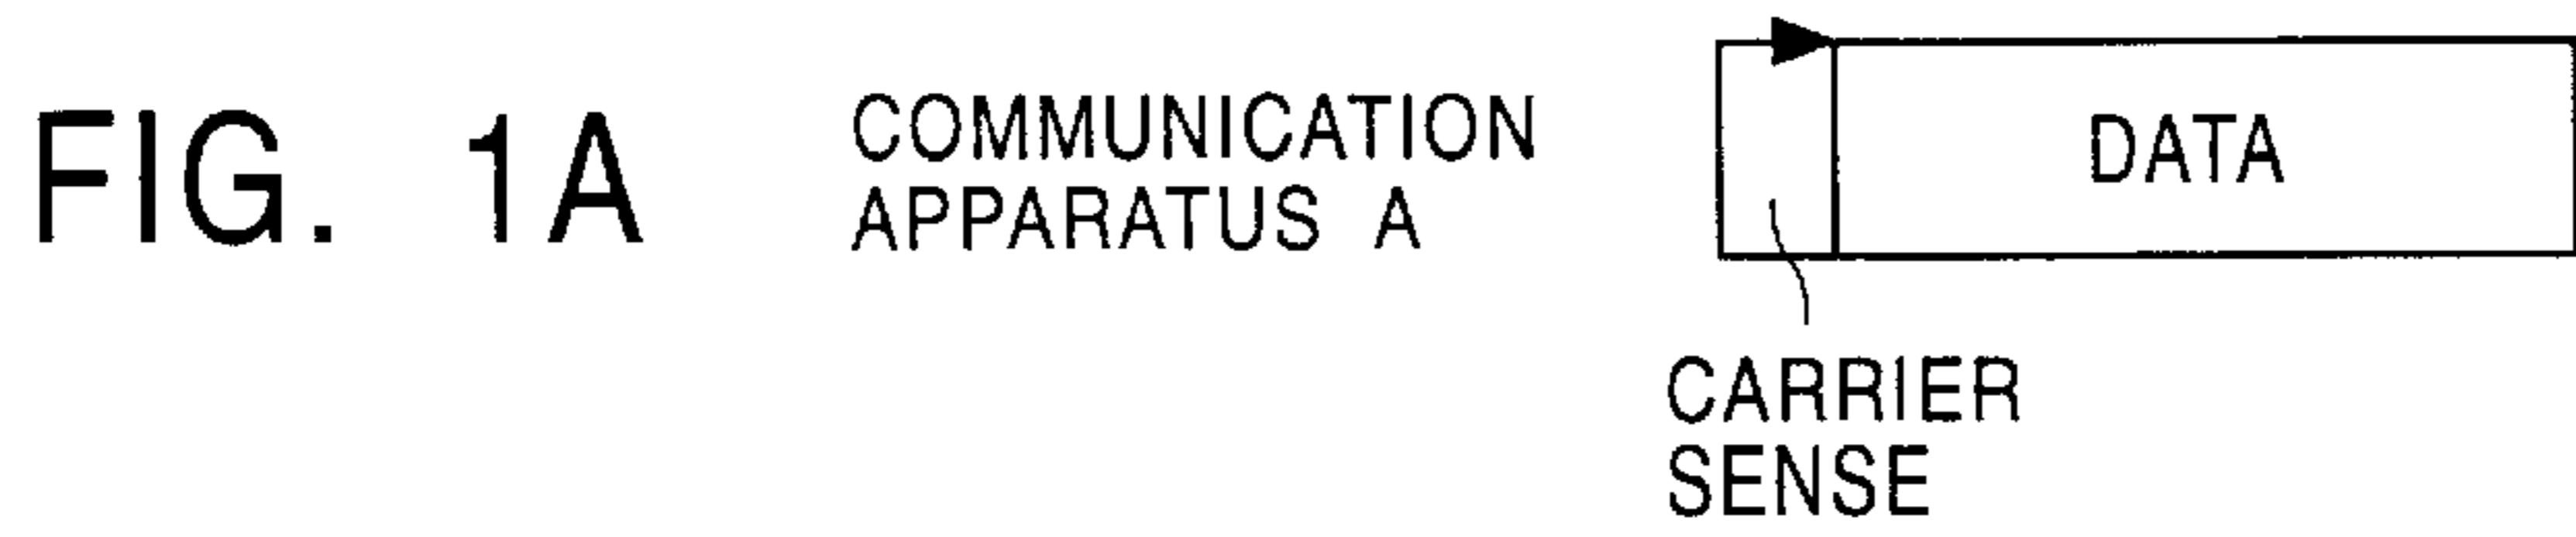 FIG. 1A
COMMUNICATION
APPARATUS A
DATA
CARRIER
SENSE